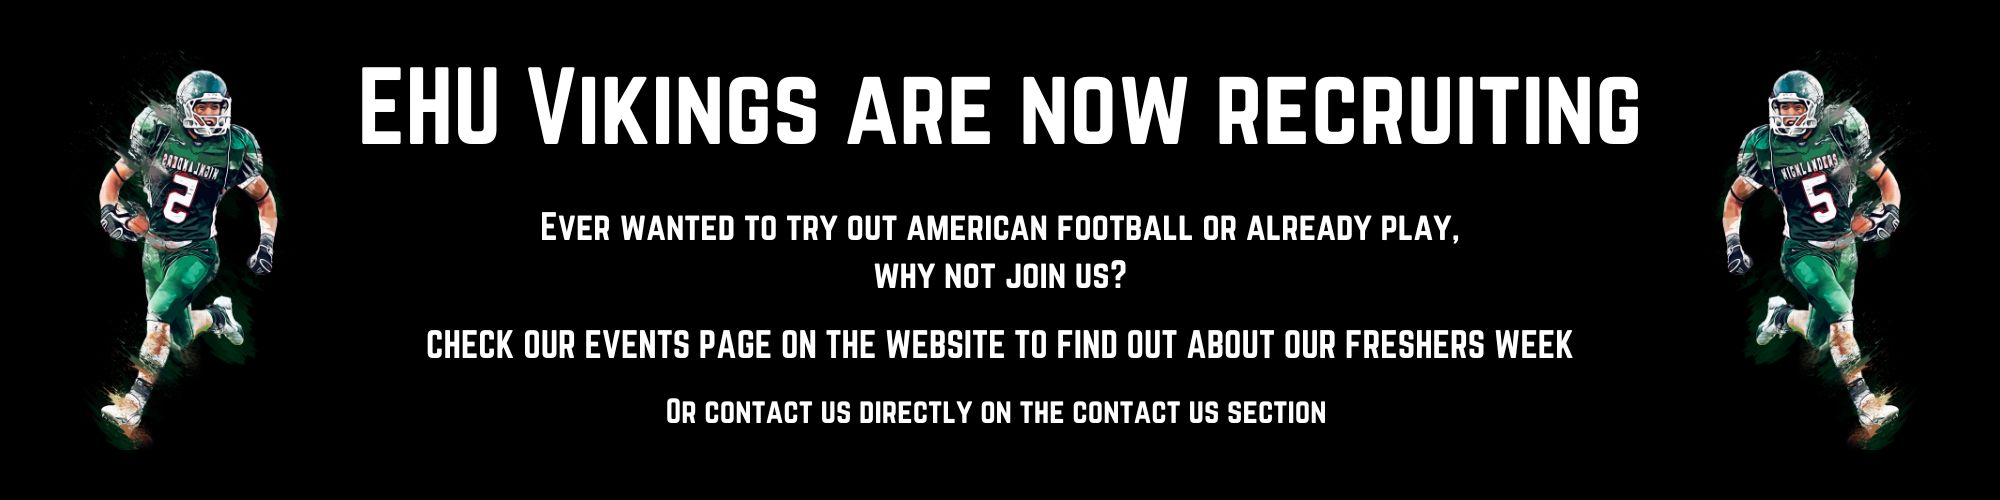 EHU Vikings are now recruiting
Ever wanted to try out american football or already play,
why not join us?
CHECK OUR EVENTS PAGE ON THE WEBSITE TO FIND OUT ABOUT OUR FRESHERS WEEK
Or contact us directly on the contact us section
2
HIGHLANDERS
5